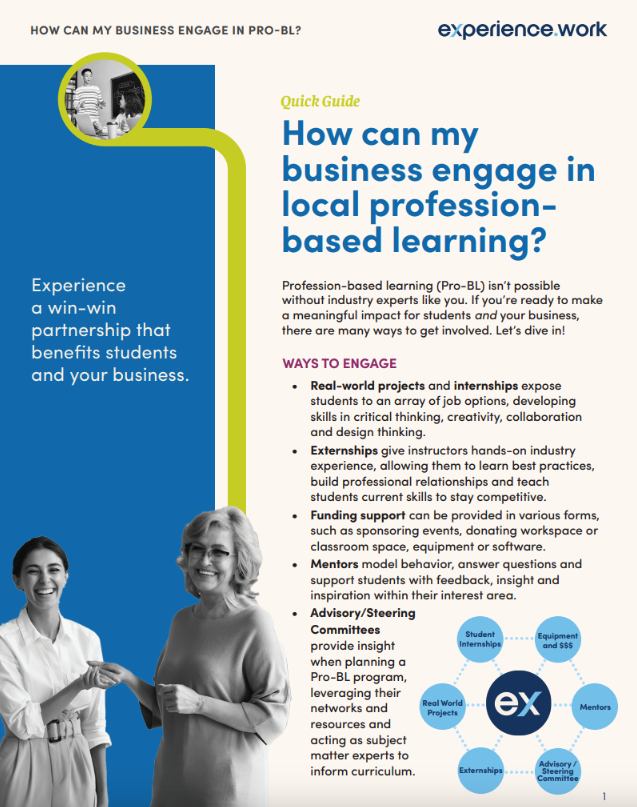 HOW CAN MY BUSINESS ENGAGE IN PRO-BL?
experience.work
Quick Guide
How can my
business engage in
local profession-
based learning?
Experience
a win-win
partnership that
benefits students
and your business.
Profession-based learning (Pro-BL) isn't possible
without industry experts like you. If you're ready to make
a meaningful impact for students and your business,
there are many ways to get involved. Let's dive in!
WAYS TO ENGAGE
• Real-world projects and internships expose
students to an array of job options, developing
skills in critical thinking, creativity, collaboration
and design thinking.
• Externships give instructors hands-on industry
experience, allowing them to learn best practices,
build professional relationships and teach
students current skills to stay competitive.
• Funding support can be provided in various forms,
such as sponsoring events, donating workspace or
classroom space, equipment or software.
• Mentors model behavior, answer questions and
support students with feedback, insight and
inspiration within their interest area.
• Advisory/Steering
Committees
provide insight
when planning a
Pro-BL program,
leveraging their
networks and
resources and
acting as subject
matter experts to
inform curriculum.
Student
Internships
Equipment
and $$$
Real World
Projects
ex
Mentors
Externships
Advisory /
Steering
Committee
1